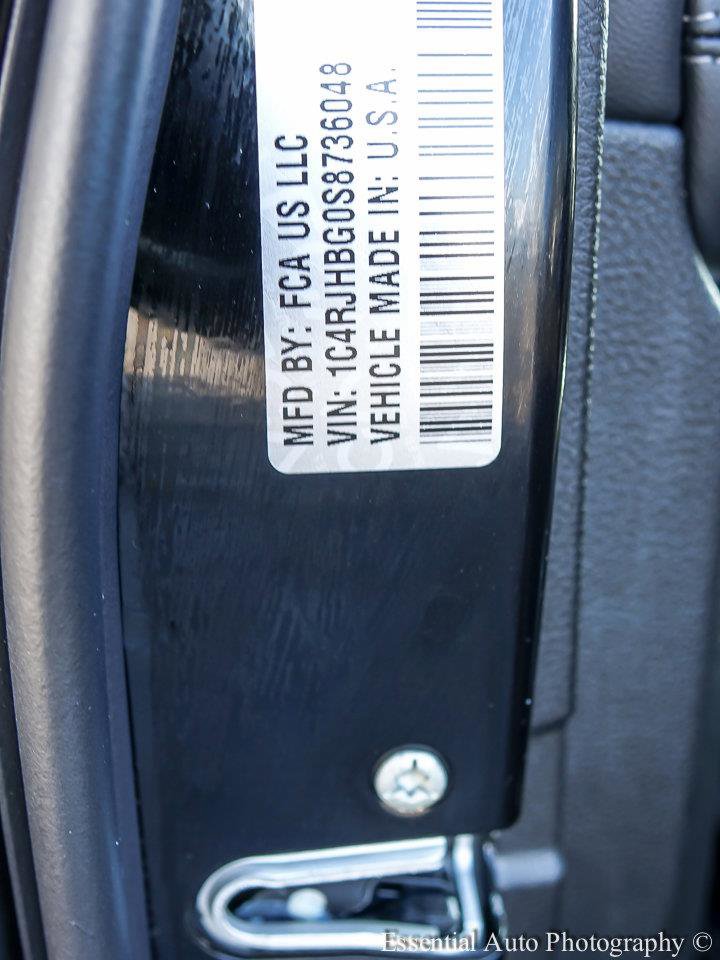 MFD BY: FCA US LLC
VIN: 1C4RJHBG0S8736048
VEHICLE MADE IN: U.S.A.
Essential Auto Photography ©